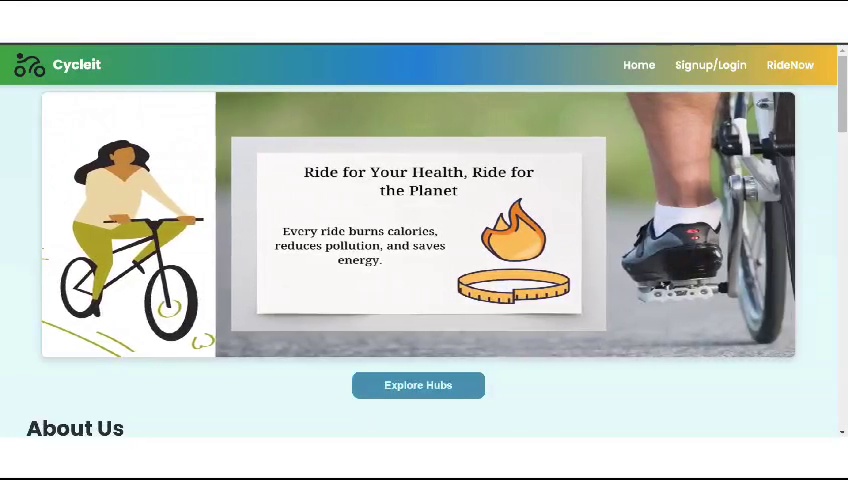 Cycleit
Home
Signup/Login
RideNow
Ride for Your Health, Ride for
the Planet
Every ride burns calories,
reduces pollution, and saves
energy.
Explore Hubs
About Us